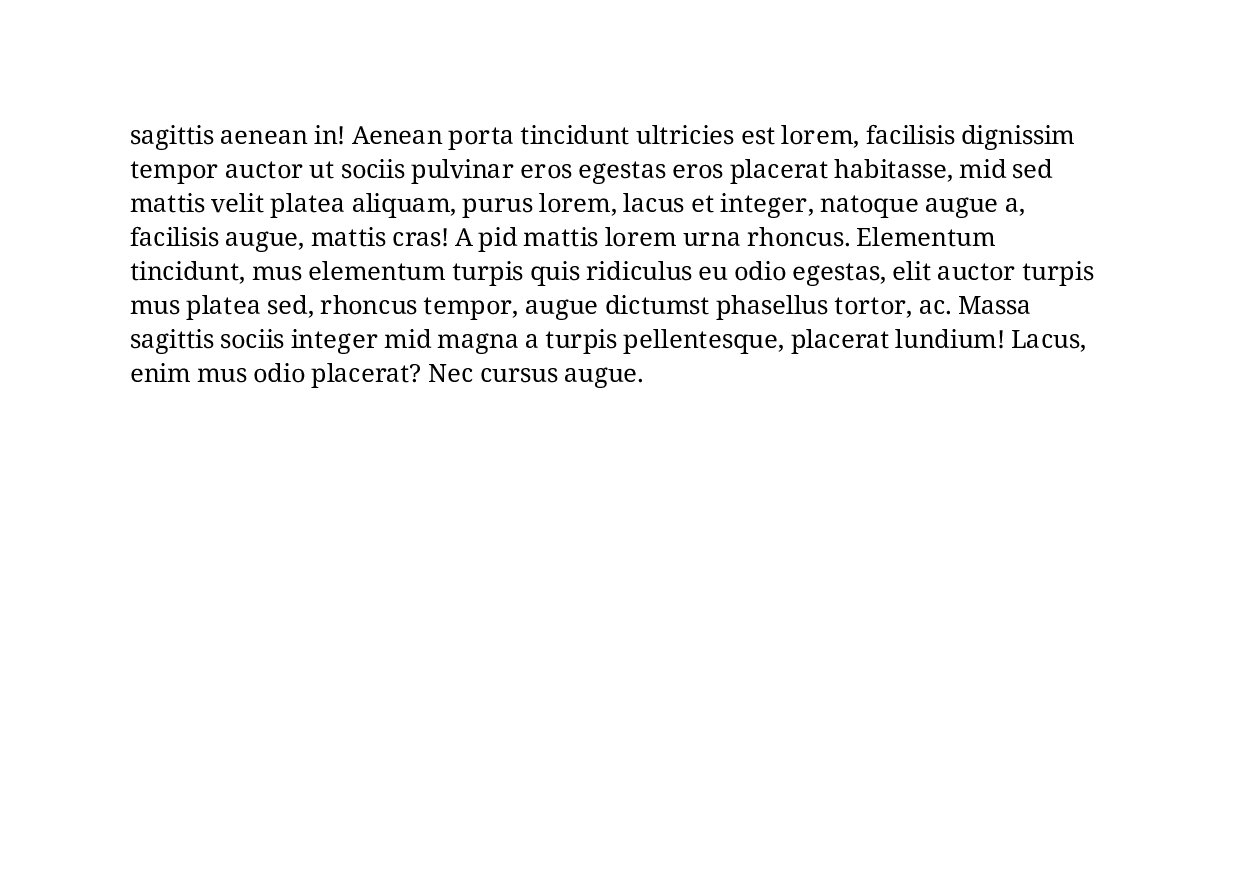 sagittis aenean in! Aenean porta tincidunt ultricies est lorem, facilisis dignissim
tempor auctor ut sociis pulvinar eros egestas eros placerat habitasse, mid sed
mattis velit platea aliquam, purus lorem, lacus et integer, natoque augue a,
facilisis augue, mattis cras! A pid mattis lorem urna rhoncus. Elementum
tincidunt, mus elementum turpis quis ridiculus eu odio egestas, elit auctor turpis
mus platea sed, rhoncus tempor, augue dictumst phasellus tortor, ac. Massa
sagittis sociis integer mid magna a turpis pellentesque, placerat lundium! Lacus,
enim mus odio placerat? Nec cursus augue.